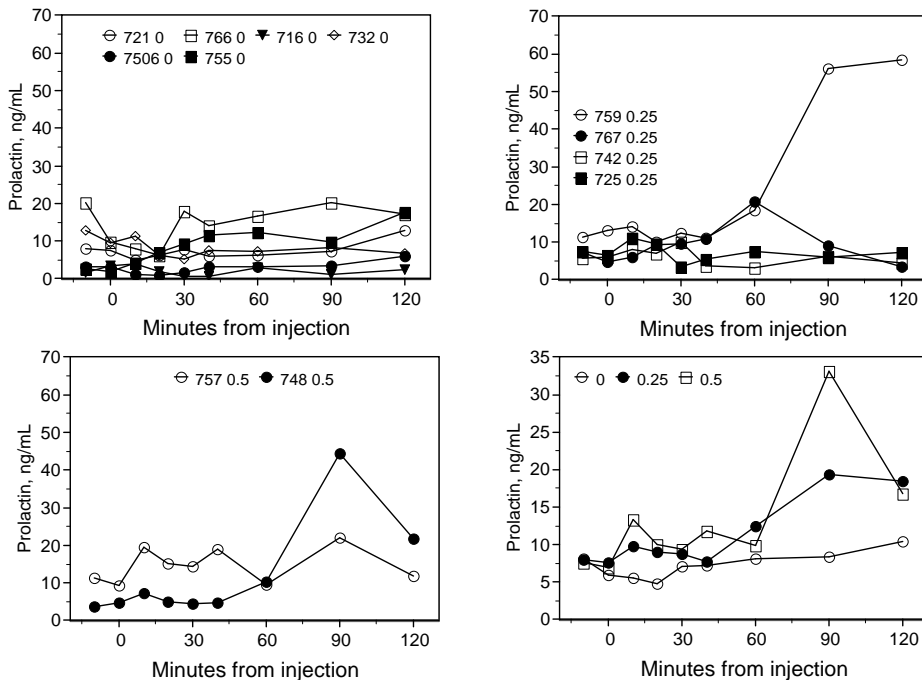 721 0 766 0 716 0 732 0
7506 0 755 0
Prolactin, ng/mL
70
60
50
40
30
20
10
0
0 30 60 90 120
Minutes from injection
759 0.25
767 0.25
742 0.25
725 0.25
Prolactin, ng/mL
70
60
50
40
30
20
10
0
0 30 60 90 120
Minutes from injection
757 0.5 748 0.5
Prolactin, ng/mL
70
60
50
40
30
20
10
0
0 30 60 90 120
Minutes from injection
0 0.25 0.5
Prolactin, ng/mL
35
30
25
20
15
10
5
0
0 30 60 90 120
Minutes from injection